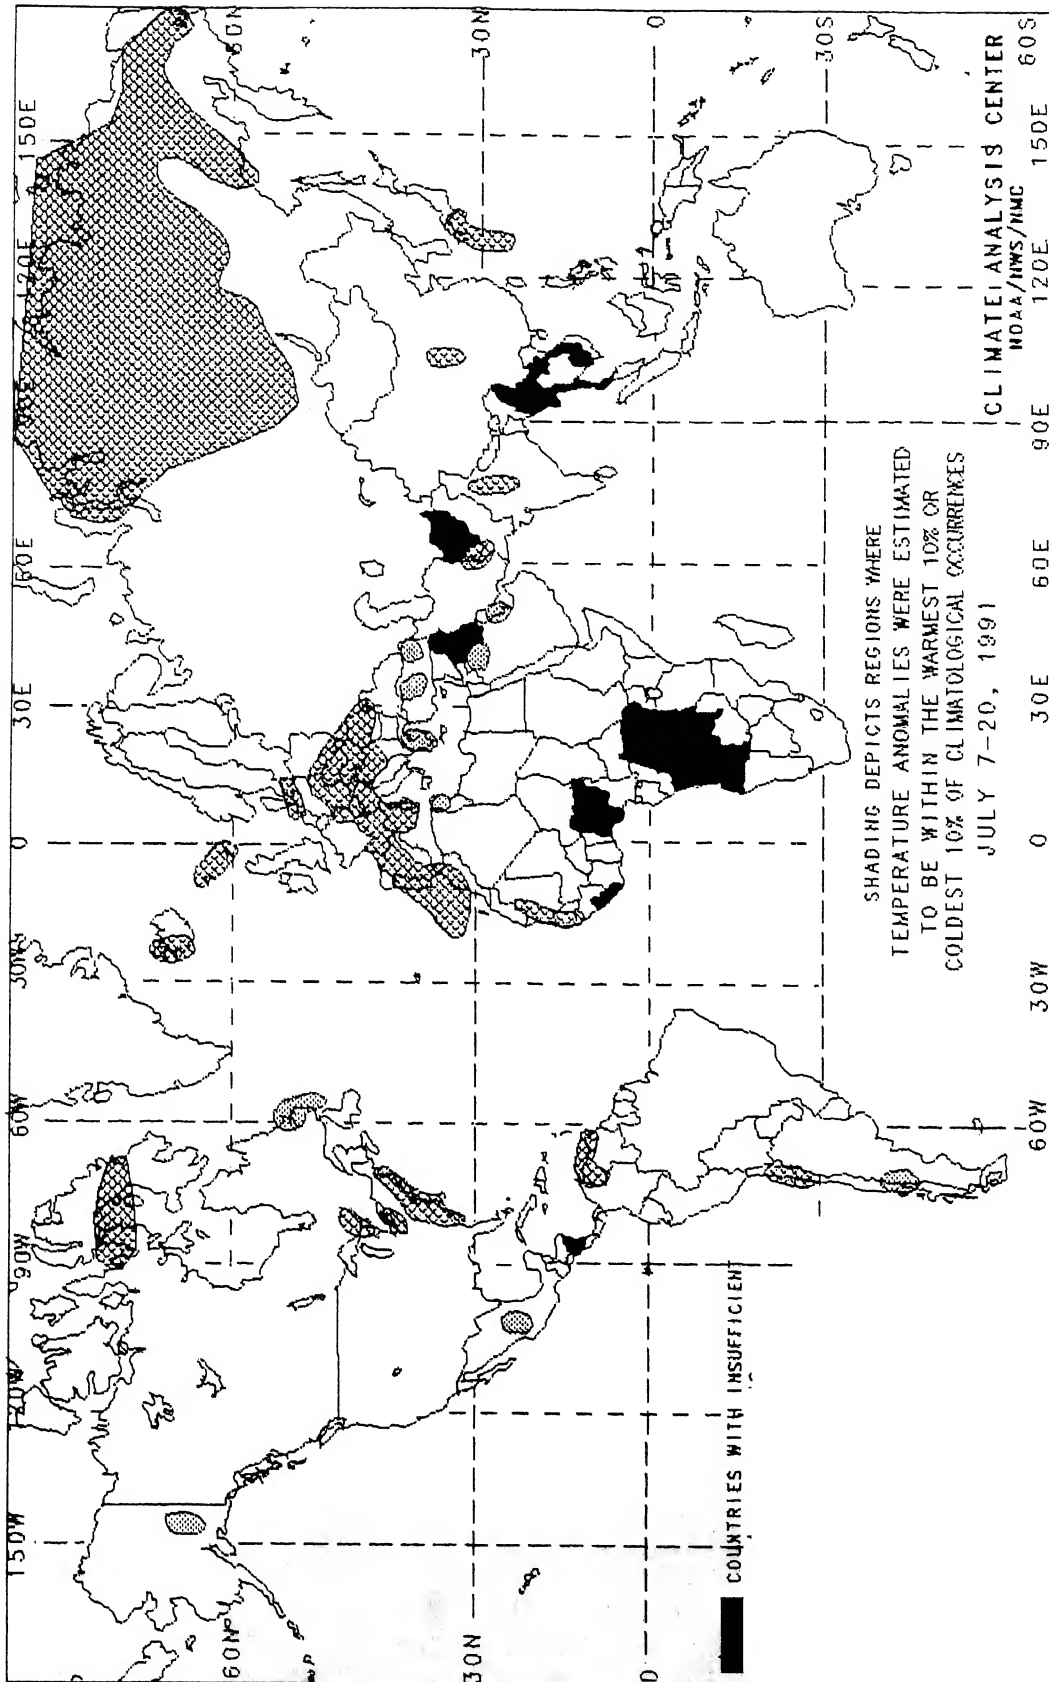 150W
120W
90W
60W
30W
0
30E
60E
90E
120E
150E
60N
60N
30N
30N
0
0
30S
60S
60W
30W
0
30E
60E
90E
120E
150E
SHADING DEPICTS REGIONS WHERE
TEMPERATURE ANOMALIES WERE ESTIMATED
TO BE WITHIN THE WARMEST 10% OR
COLDEST 10% OF CLIMATOLOGICAL OCCURRENCES
JULY 7-20, 1991
CLIMATE ANALYSIS CENTER
NOAA/NWS/NMC
COUNTRIES WITH INSUFFICIENT